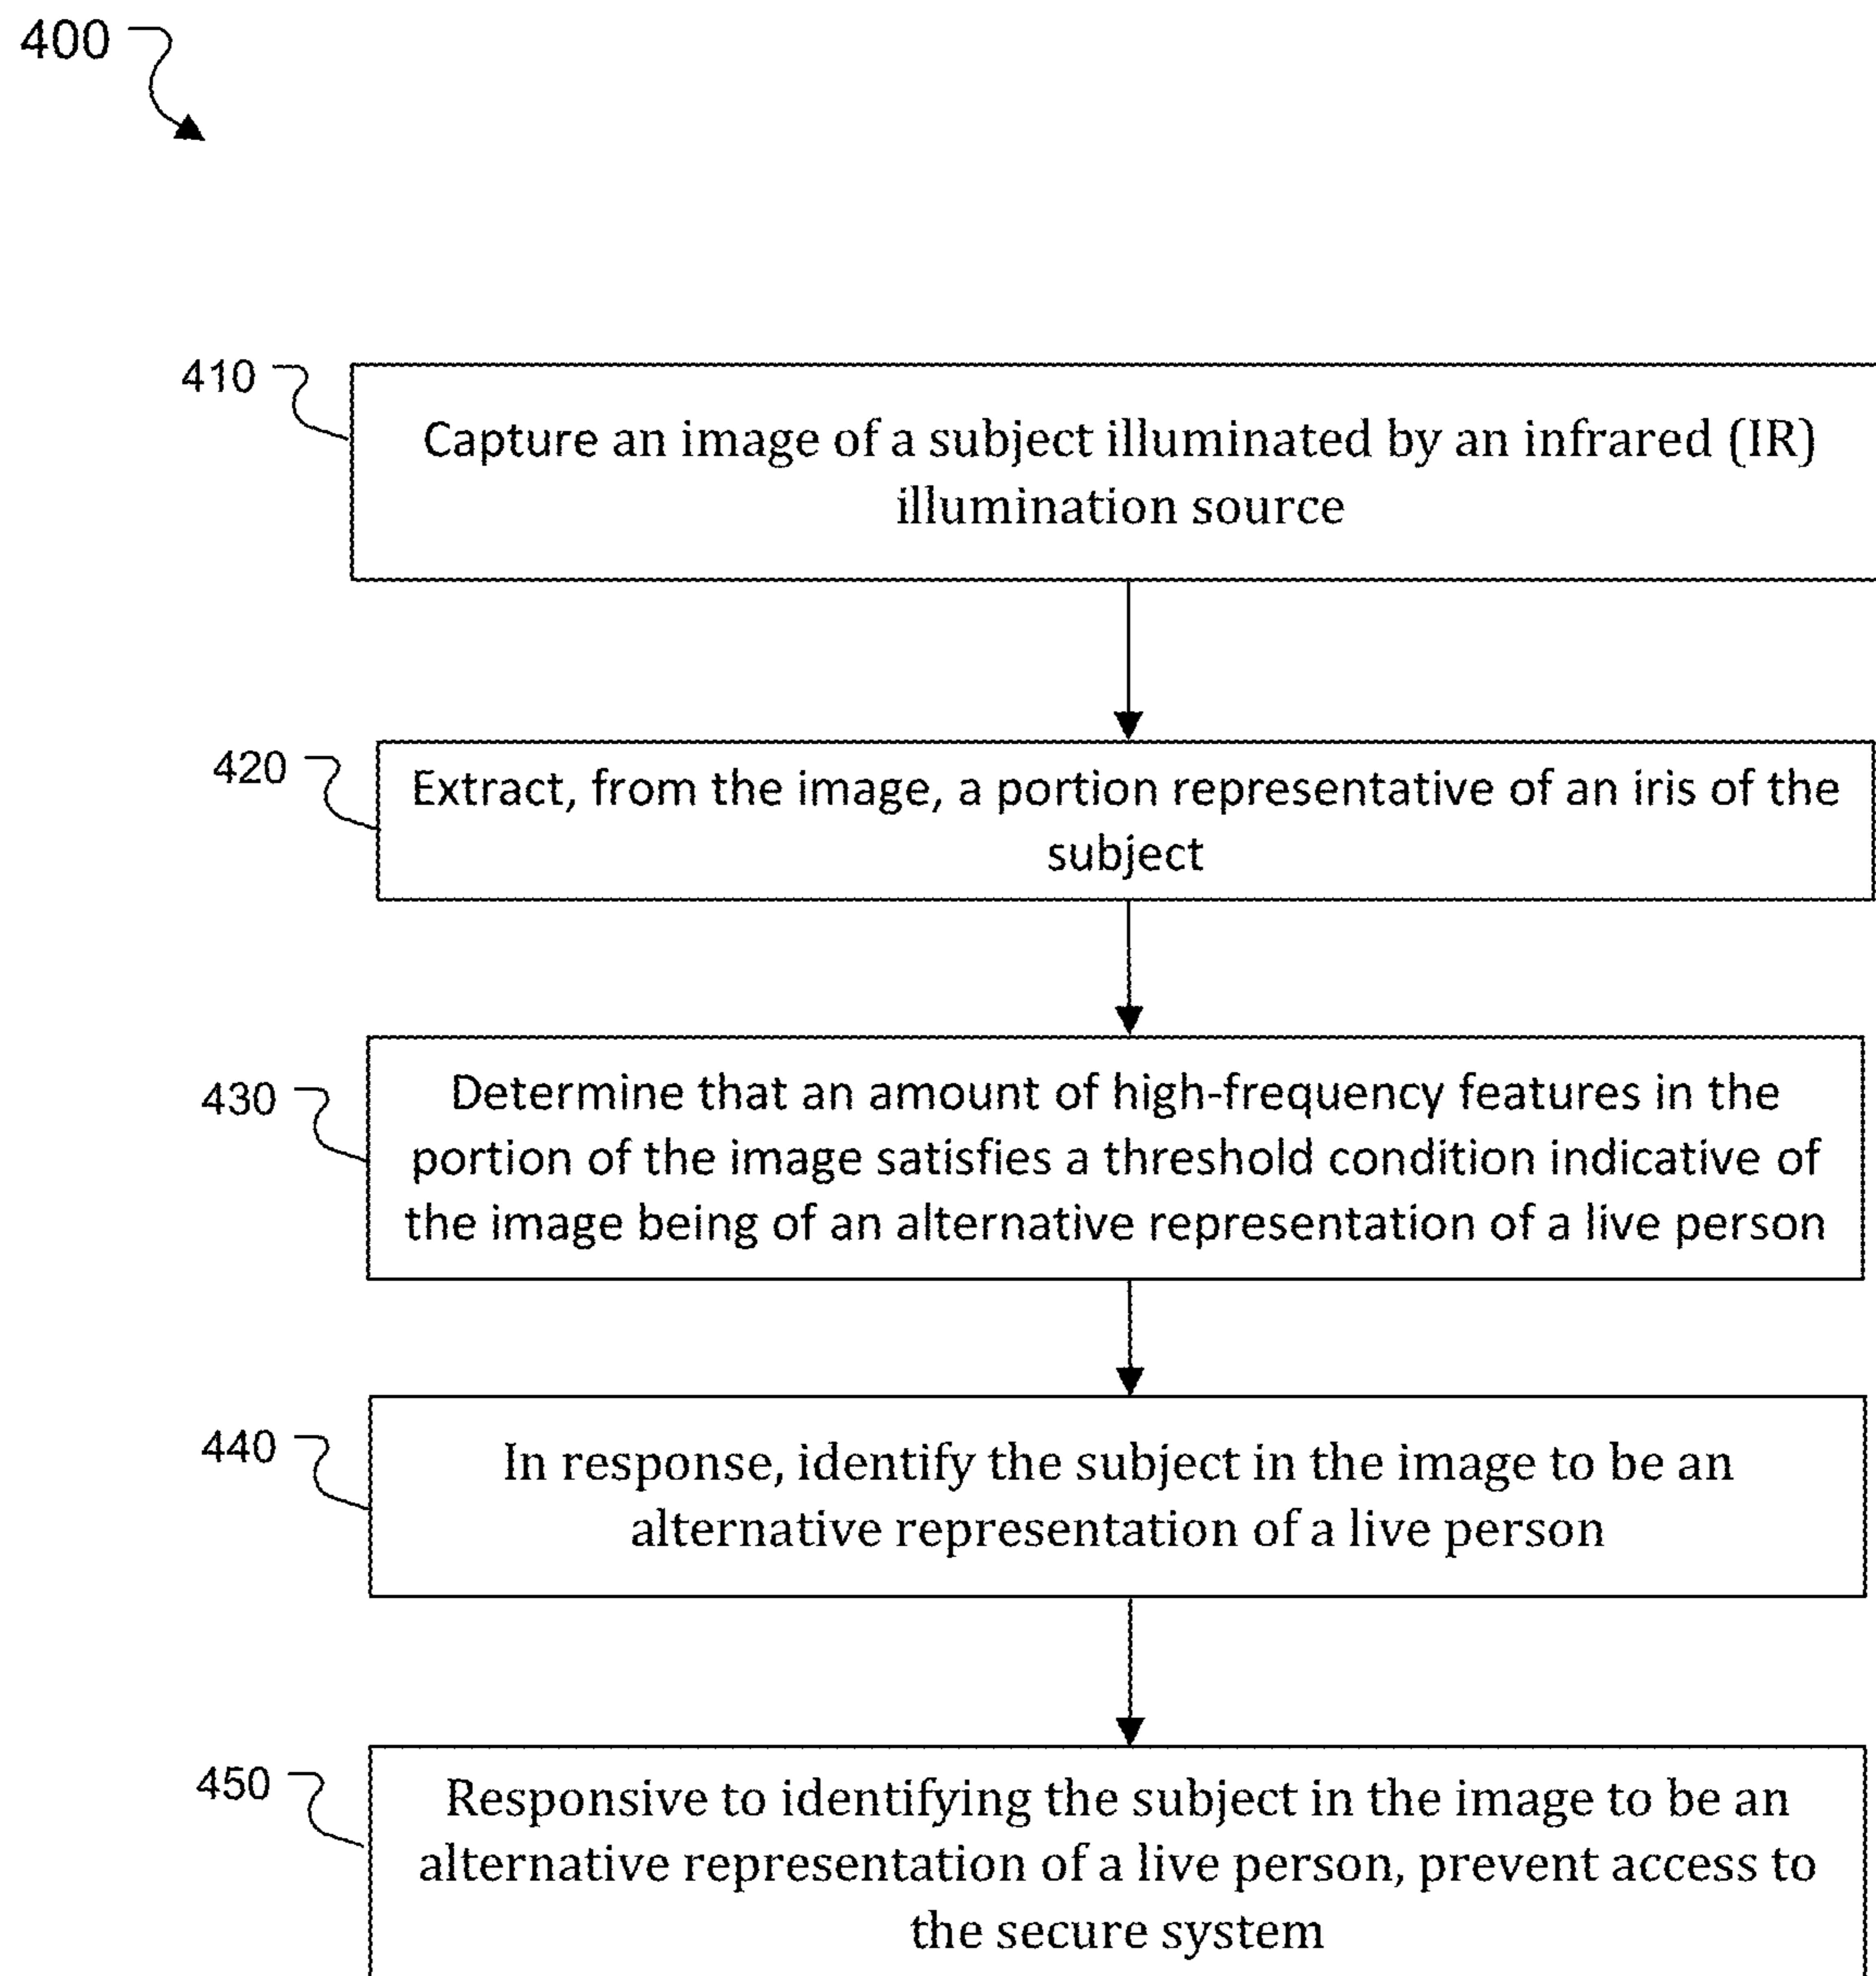 400
410
Capture an image of a subject illuminated by an infrared (IR)
illumination source
420
Extract, from the image, a portion representative of an iris of the
subject
430
Determine that an amount of high-frequency features in the
portion of the image satisfies a threshold condition indicative of
the image being of an alternative representation of a live person
440
In response, identify the subject in the image to be an
alternative representation of a live person
450
Responsive to identifying the subject in the image to be an
alternative representation of a live person, prevent access to
the secure system